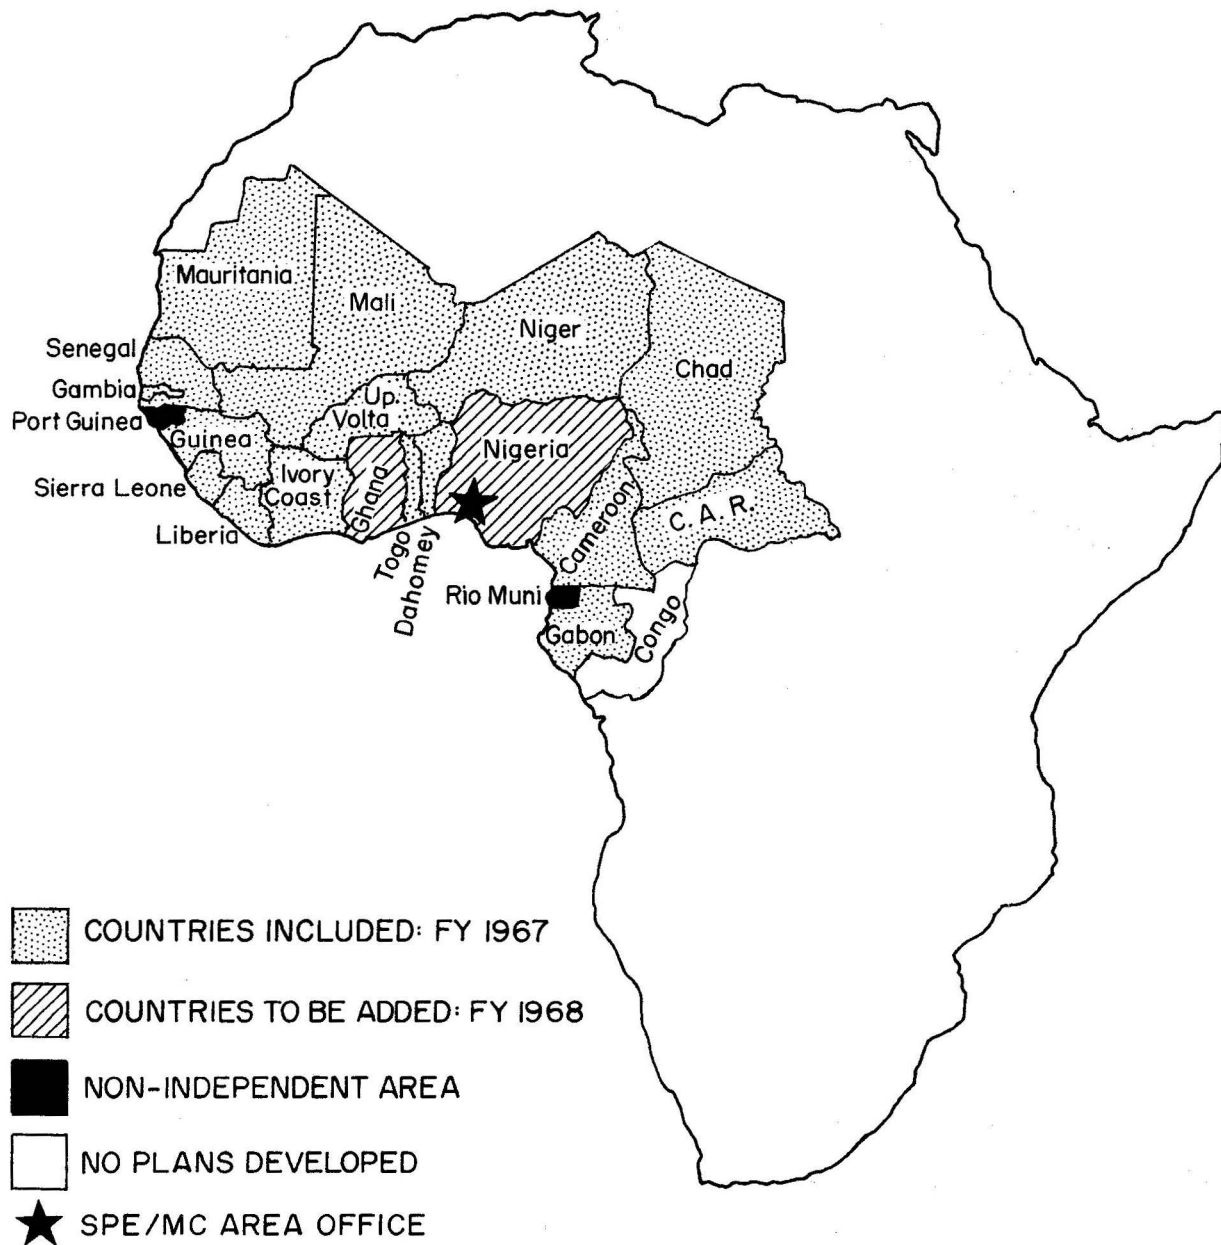 Mauritania
Mali
Niger
Chad
Senegal
Gambia
Port Guinea
Guinea
Sierra Leone
Liberia
Ivory
Coast
Up.
Volta
Ghana
Togo
Dahomey
Nigeria
Cameroon
C. A. R.
Rio Muni
Gabon
Congo
COUNTRIES INCLUDED: FY 1967
COUNTRIES TO BE ADDED: FY 1968
NON-INDEPENDENT AREA
NO PLANS DEVELOPED
SPE/MC AREA OFFICE